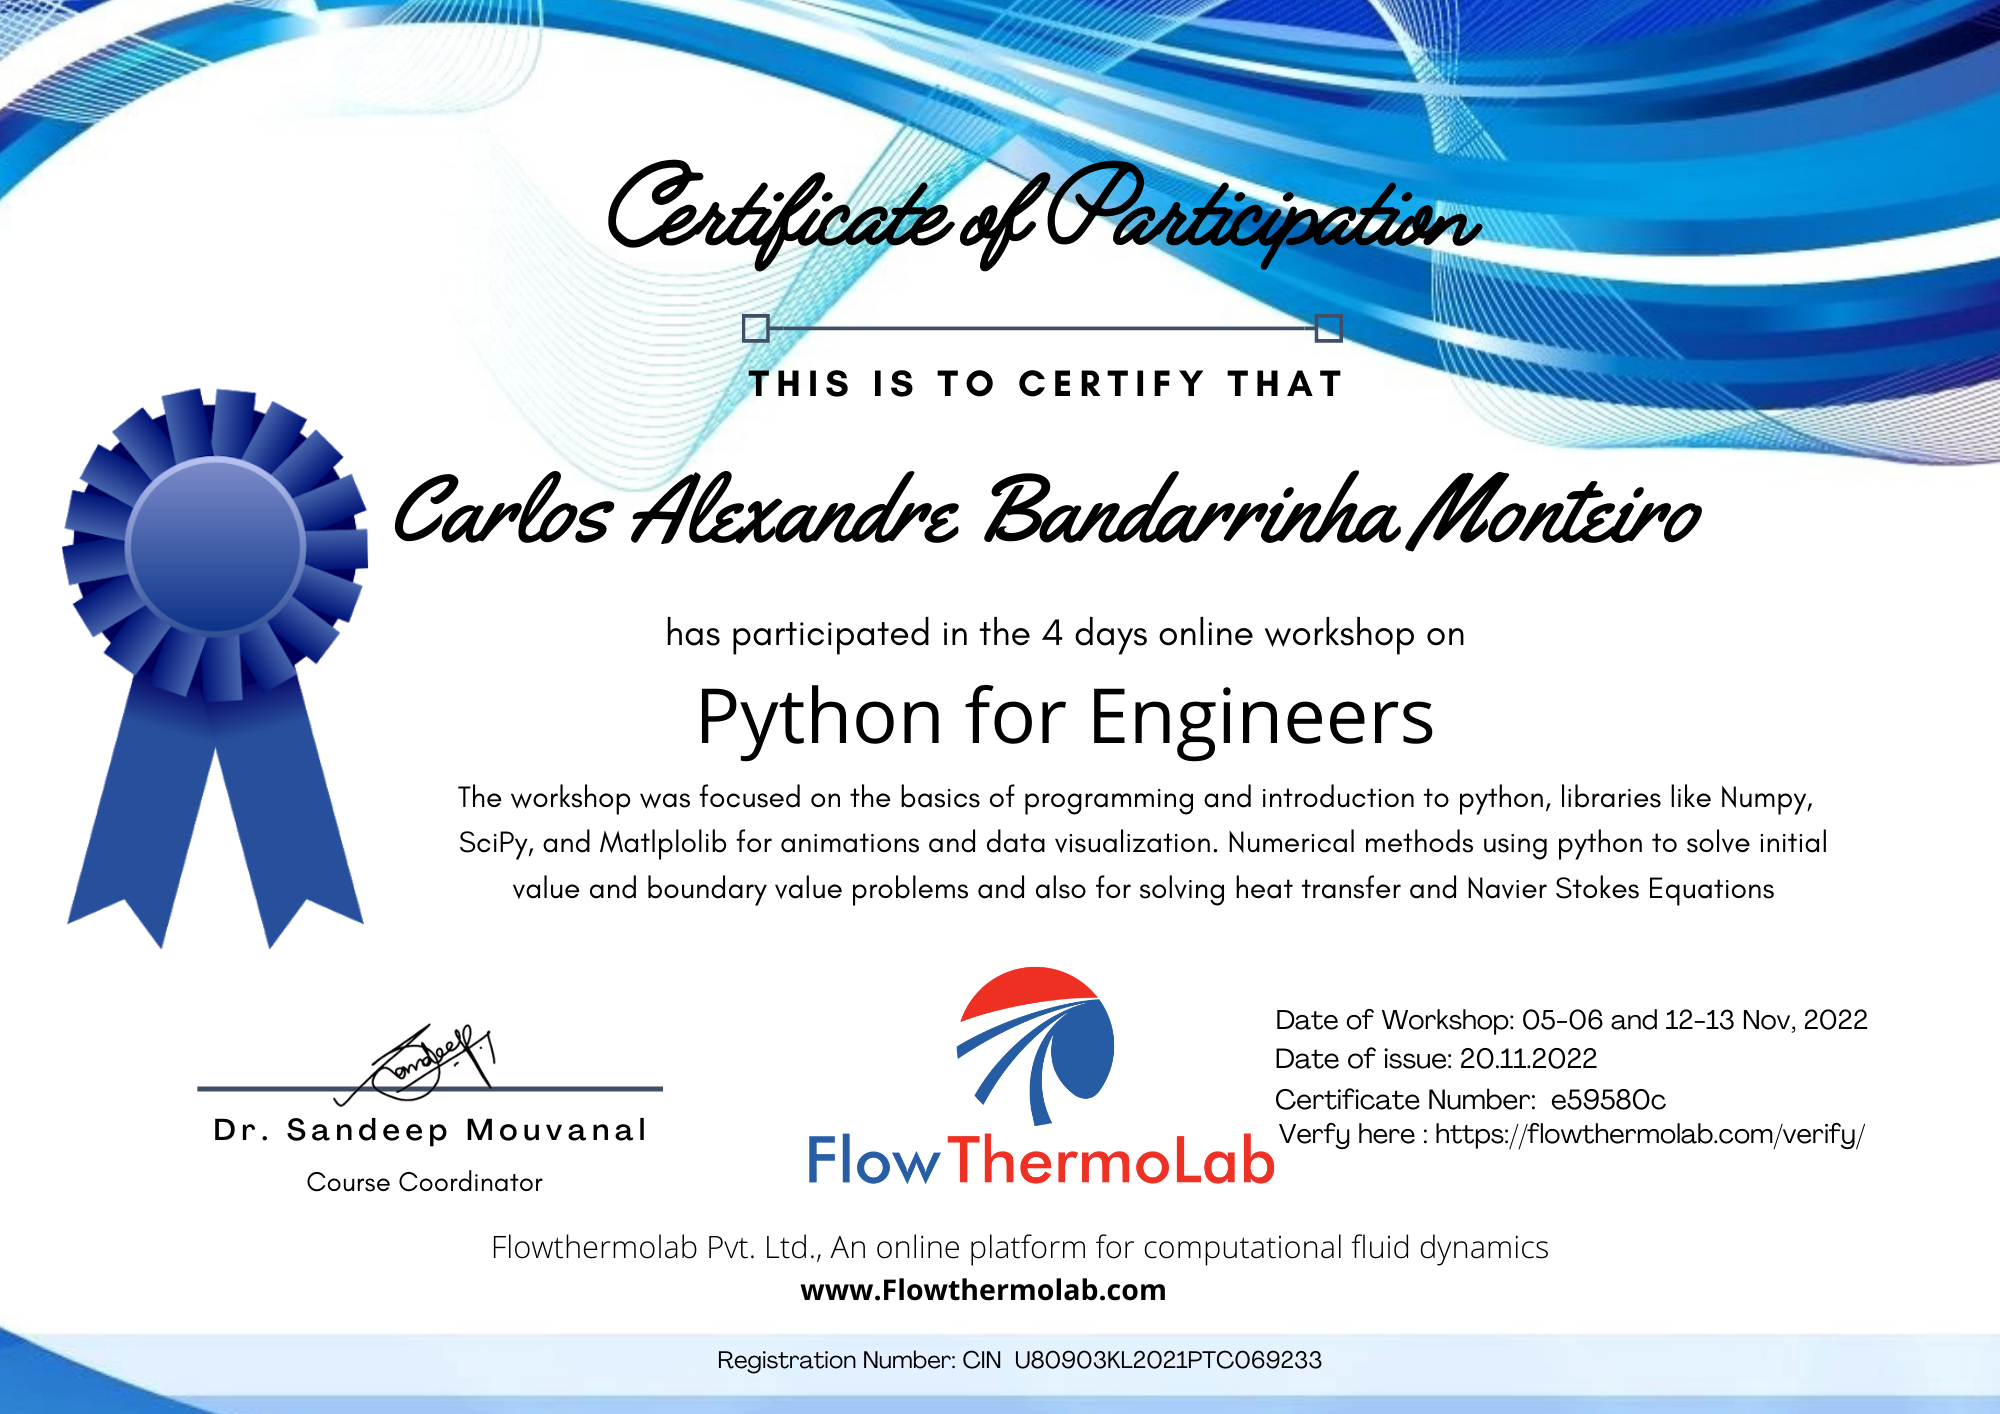 Certificate of Participation
THIS IS TO CERTIFY THAT
Carlos Alexandre Bandarrinha Monteiro
has participated in the 4 days online workshop on
Python for Engineers
The workshop was focused on the basics of programming and introduction to python, libraries like Numpy,
SciPy, and Matlplolib for animations and data visualization. Numerical methods using python to solve initial
value and boundary value problems and also for solving heat transfer and Navier Stokes Equations
Sandeep
Dr. Sandeep Mouvanal
Course Coordinator
FlowThermoLab
Date of Workshop: 05-06 and 12-13 Nov, 2022
Date of issue: 20.11.2022
Certificate Number: e59580c
Verfy here : https://flowthermolab.com/verify/
Flowthermolab Pvt. Ltd., An online platform for computational fluid dynamics
www.Flowthermolab.com
Registration Number: CIN U80903KL2021PTC069233